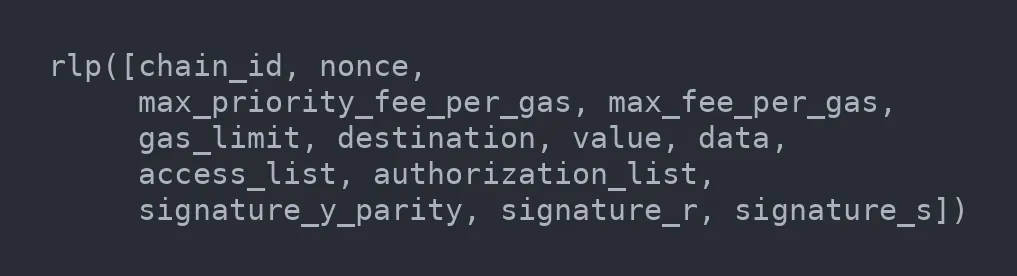 rlp([chain_id, nonce,
max_priority_fee_per_gas, max_fee_per_gas,
gas_limit, destination, value, data,
access_list, authorization_list,
signature_y_parity, signature_r, signature_s])